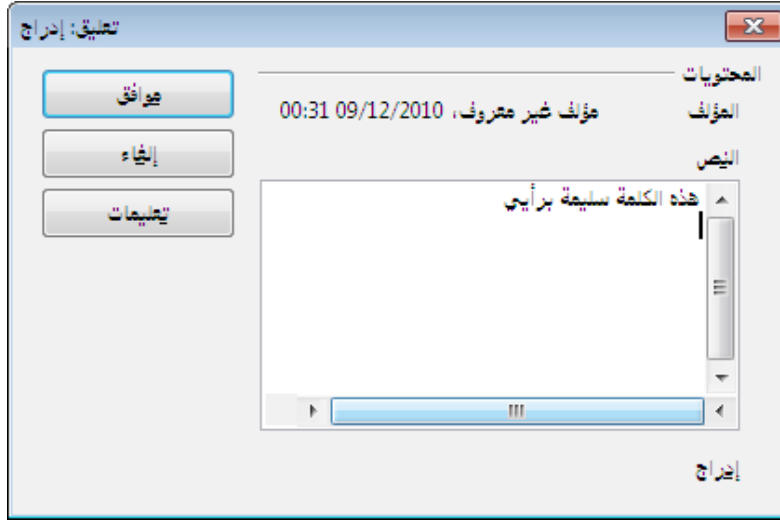 تعليق: إدراج
المحتويات
المؤلف مؤلف غير معروف، 09/12/2010 00:31
النص
هذه الكلمة سليمة برأيي
إدراج
موافق
إلغاء
تعليمات